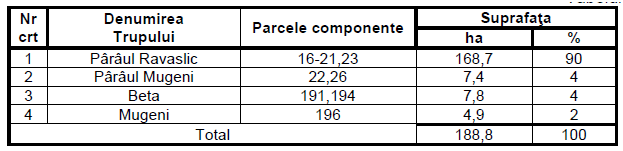 Nr crt | Denumirea Trupului | Parcele componente | Suprafaţa
ha | %
1 | Pârâul Ravaslic | 16-21,23 | 168,7 | 90
2 | Pârâul Mugeni | 22,26 | 7,4 | 4
3 | Beta | 191,194 | 7,8 | 4
4 | Mugeni | 196 | 4,9 | 2
Total | 188,8 | 100